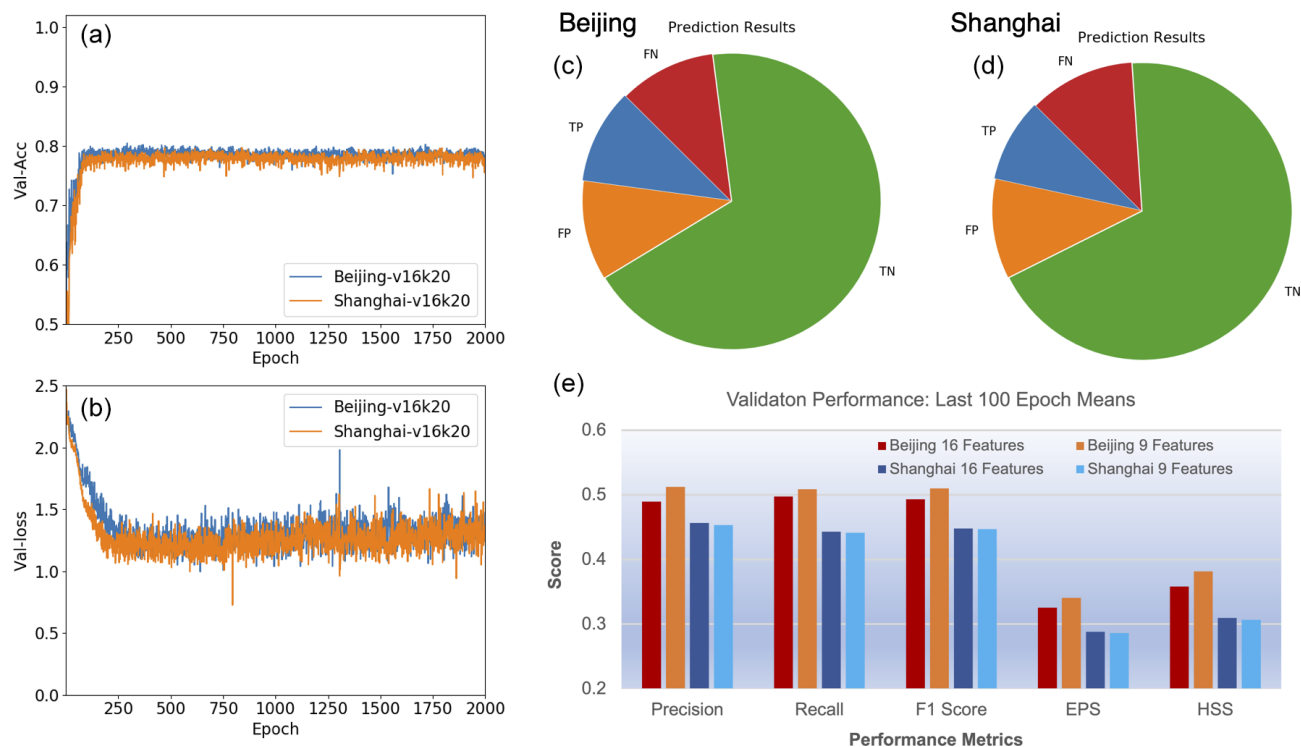 (a)
1.0
0.9
0.8
0.7
0.6
0.5
Val-Acc
Beijing-v16k20
Shanghai-v16k20
250 500 750 1000 1250 1500 1750 2000
Epoch
(b)
2.5
2.0
1.5
1.0
0.5
0.0
Val-loss
Beijing-v16k20
Shanghai-v16k20
250 500 750 1000 1250 1500 1750 2000
Epoch
Beijing
Prediction Results
(c)
FN
TP
FP
TN
Shanghai
Prediction Results
(d)
FN
TP
FP
TN
(e)
Validaton Performance: Last 100 Epoch Means
0.6
0.5
0.4
0.3
0.2
Score
Beijing 16 Features
Beijing 9 Features
Shanghai 16 Features
Shanghai 9 Features
Precision Recall F1 Score EPS HSS
Performance Metrics